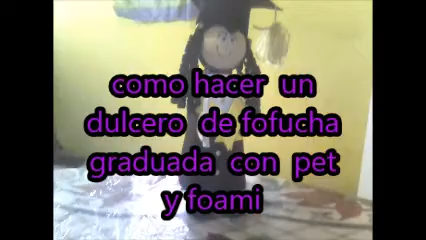 como hacer un
dulcero de fofucha
graduada con pet
y foami